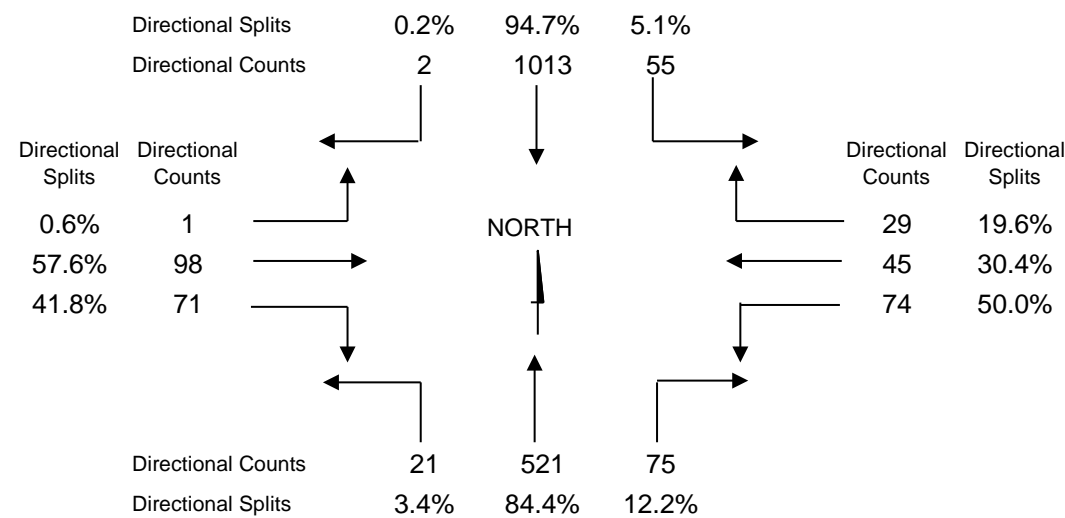 Directional Splits 0.2% 94.7% 5.1%
Directional Counts 2 1013 55
Directional Directional
Splits Counts
0.6% 1
57.6% 98
41.8% 71
NORTH
Directional Directional
Counts Splits
29 19.6%
45 30.4%
74 50.0%
Directional Counts 21 521 75
Directional Splits 3.4% 84.4% 12.2%